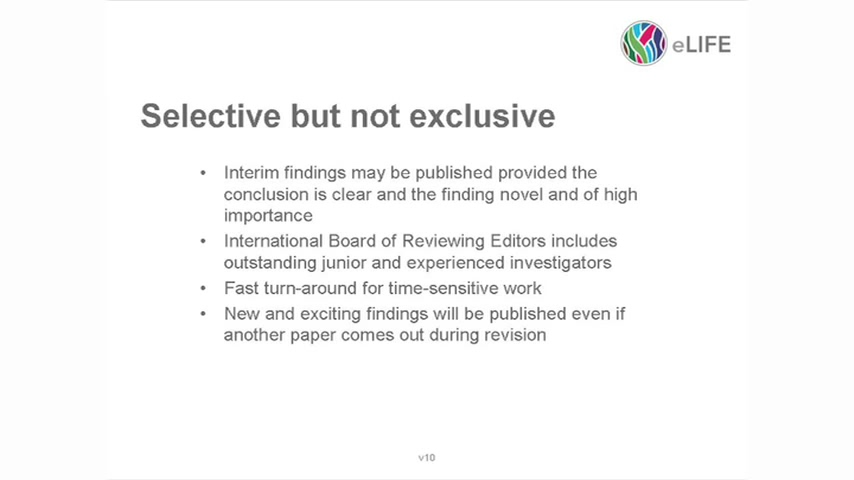 eLIFE
Selective but not exclusive
• Interim findings may be published provided the
conclusion is clear and the finding novel and of high
importance
• International Board of Reviewing Editors includes
outstanding junior and experienced investigators
• Fast turn-around for time-sensitive work
• New and exciting findings will be published even if
another paper comes out during revision
v10